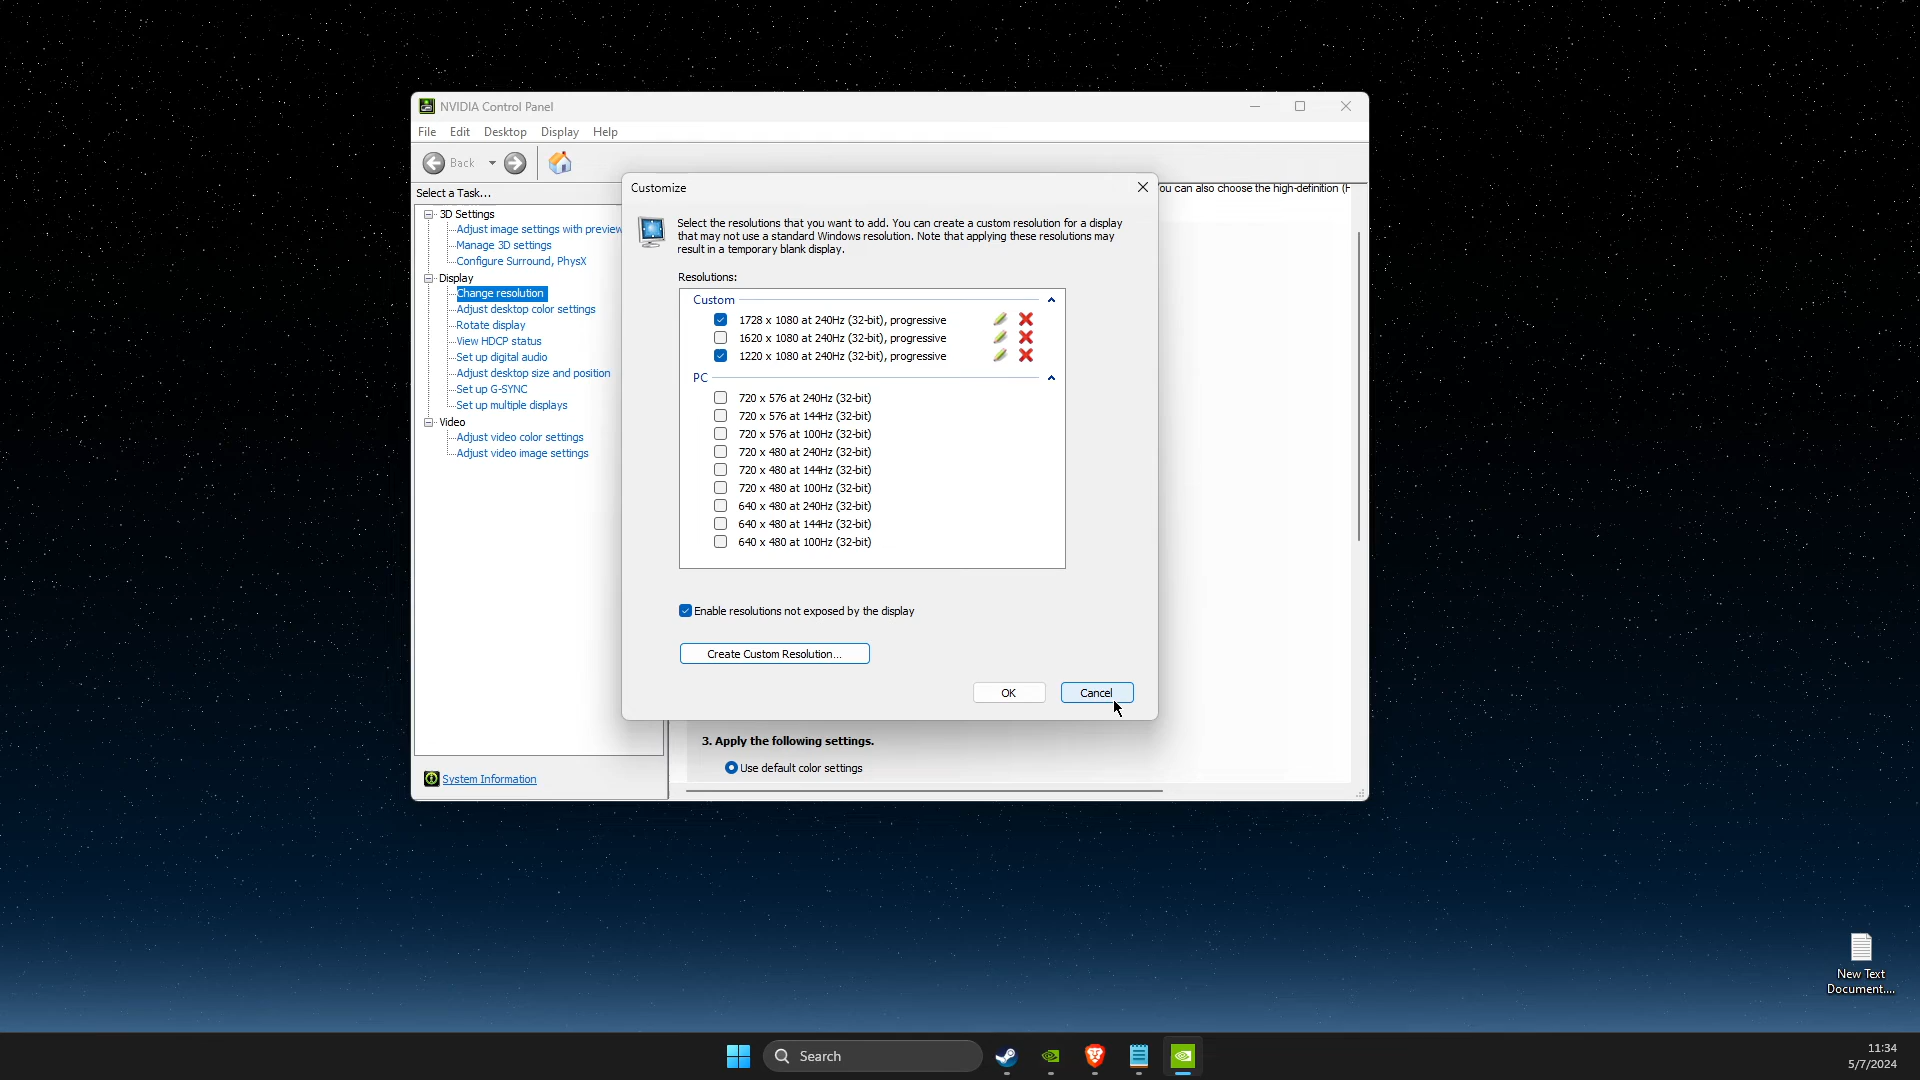 NVIDIA Control Panel
File Edit Desktop Display Help
Back
Select a Task...
3D Settings
Adjust image settings with preview
Manage 3D settings
Configure Surround, PhysX
Display
Change resolution
Adjust desktop color settings
Rotate display
View HDCP status
Set up digital audio
Adjust desktop size and position
Set up G-SYNC
Set up multiple displays
Video
Adjust video color settings
Adjust video image settings
System Information
ou can also choose the high-definition (H
Customize
Select the resolutions that you want to add. You can create a custom resolution for a display
that may not use a standard Windows resolution. Note that applying these resolutions may
result in a temporary blank display.
Resolutions:
Custom
1728 x 1080 at 240Hz (32-bit), progressive
1620 x 1080 at 240Hz (32-bit), progressive
1220 x 1080 at 240Hz (32-bit), progressive
PC
720 x 576 at 240Hz (32-bit)
720 x 576 at 144Hz (32-bit)
720 x 576 at 100Hz (32-bit)
720 x 480 at 240Hz (32-bit)
720 x 480 at 144Hz (32-bit)
720 x 480 at 100Hz (32-bit)
640 x 480 at 240Hz (32-bit)
640 x 480 at 144Hz (32-bit)
640 x 480 at 100Hz (32-bit)
Enable resolutions not exposed by the display
Create Custom Resolution...
OK Cancel
3. Apply the following settings.
Use default color settings
New Text
Document....
Search
11:34
5/7/2024